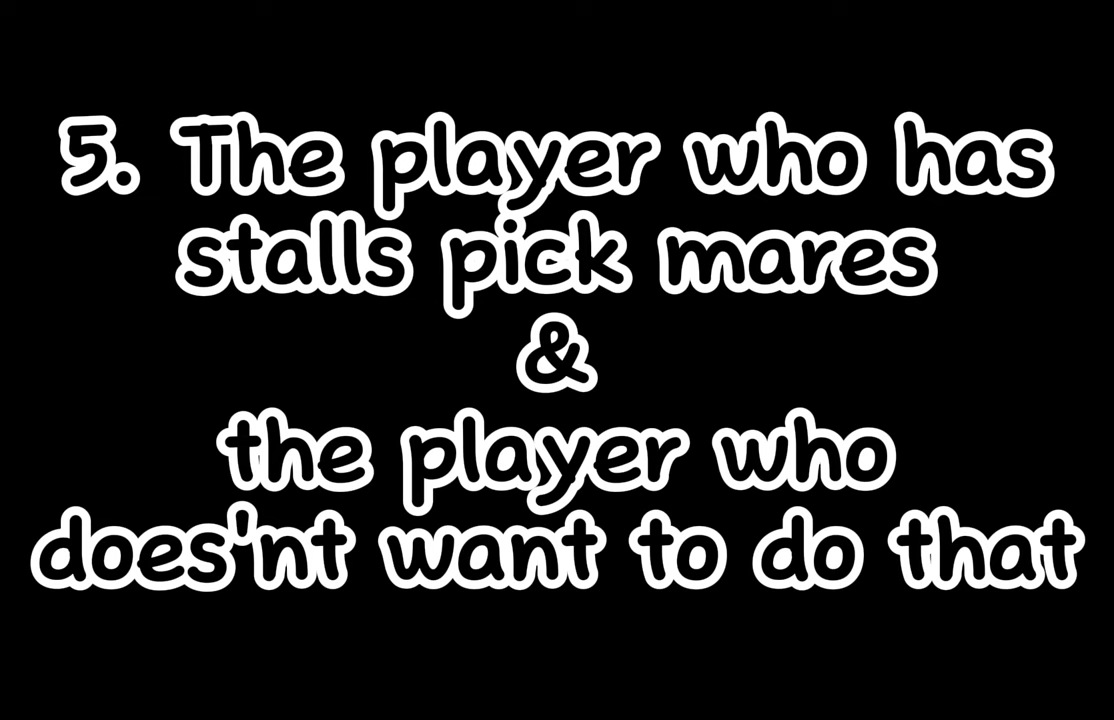 5. The player who has
stalls pick mares
&
the player who
does'nt want to do that